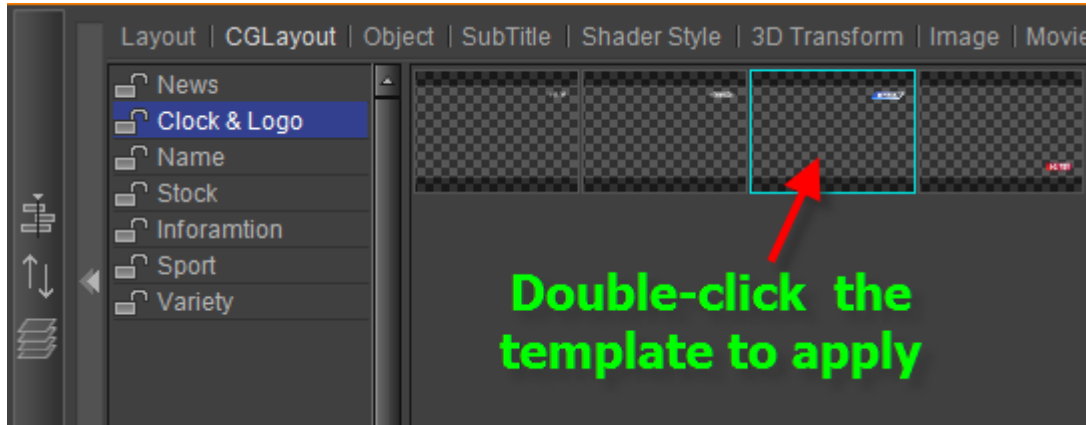 Layout | CGLayout | Object | SubTitle | Shader Style | 3D Transform | Image | Movie
News
Clock & Logo
Name
Stock
Inforamtion
Sport
Variety
Double-click the
template to apply